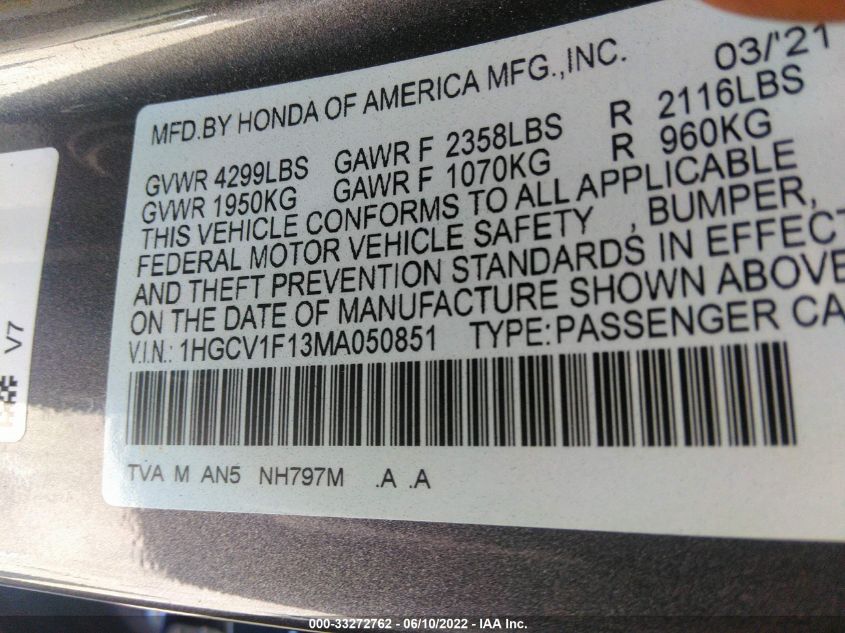 MFD.BY HONDA OF AMERICA MFG.,INC. 03/'21
GVWR 4299LBS GAWR F 2358LBS R 2116LBS
GVWR 1950KG GAWR F 1070KG R 960KG
THIS VEHICLE CONFORMS TO ALL APPLICABLE
FEDERAL MOTOR VEHICLE SAFETY , BUMPER,
AND THEFT PREVENTION STANDARDS IN EFFECT
ON THE DATE OF MANUFACTURE SHOWN ABOVE
V.I.N.: 1HGCV1F13MA050851 TYPE:PASSENGER CA
TVA M AN5 NH797M .A .A
V7
000-33272762 - 06/10/2022 - IAA Inc.